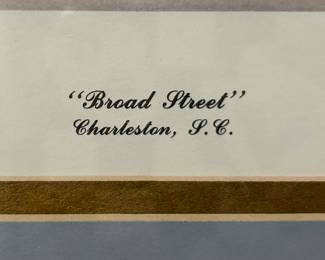 "Broad Street"
Charleston, S.C.